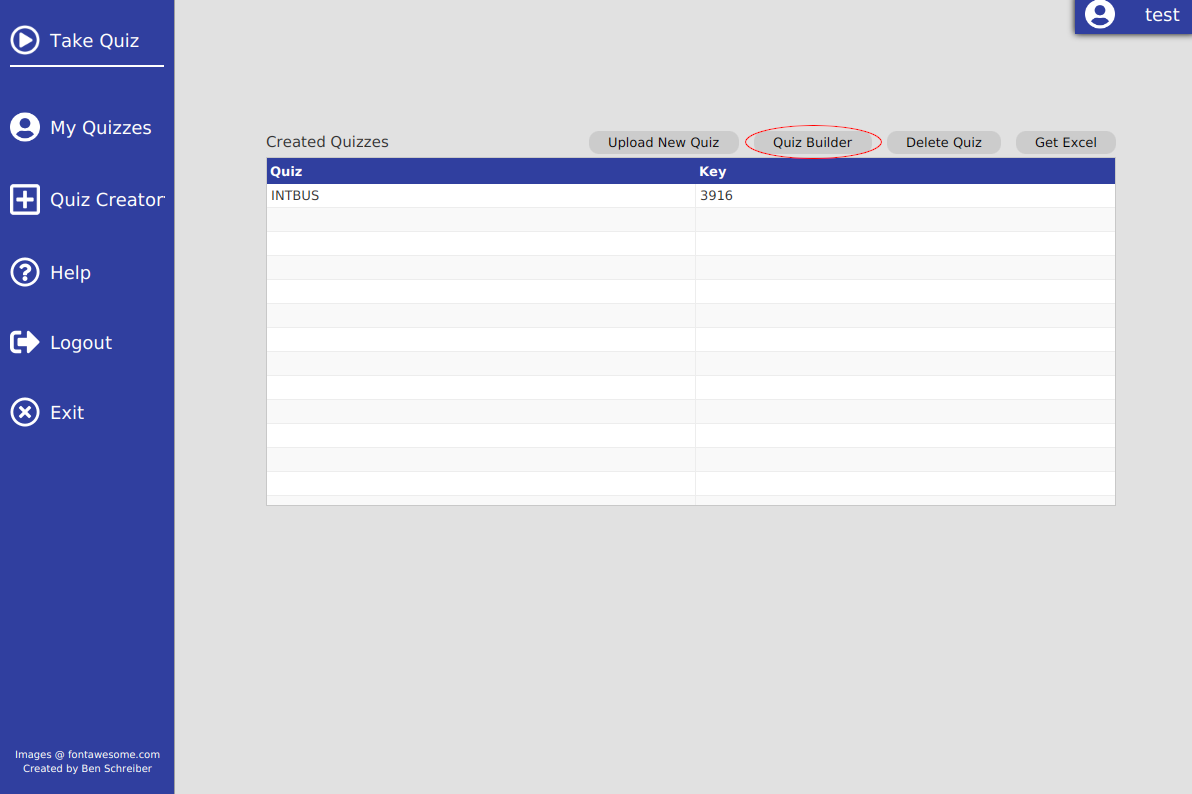 Take Quiz
test
My Quizzes
Quiz Creator
Help
Logout
Exit
Created Quizzes
Upload New Quiz
Quiz Builder
Delete Quiz
Get Excel
Quiz Key
INTBUS 3916
Images @ fontawesome.com
Created by Ben Schreiber